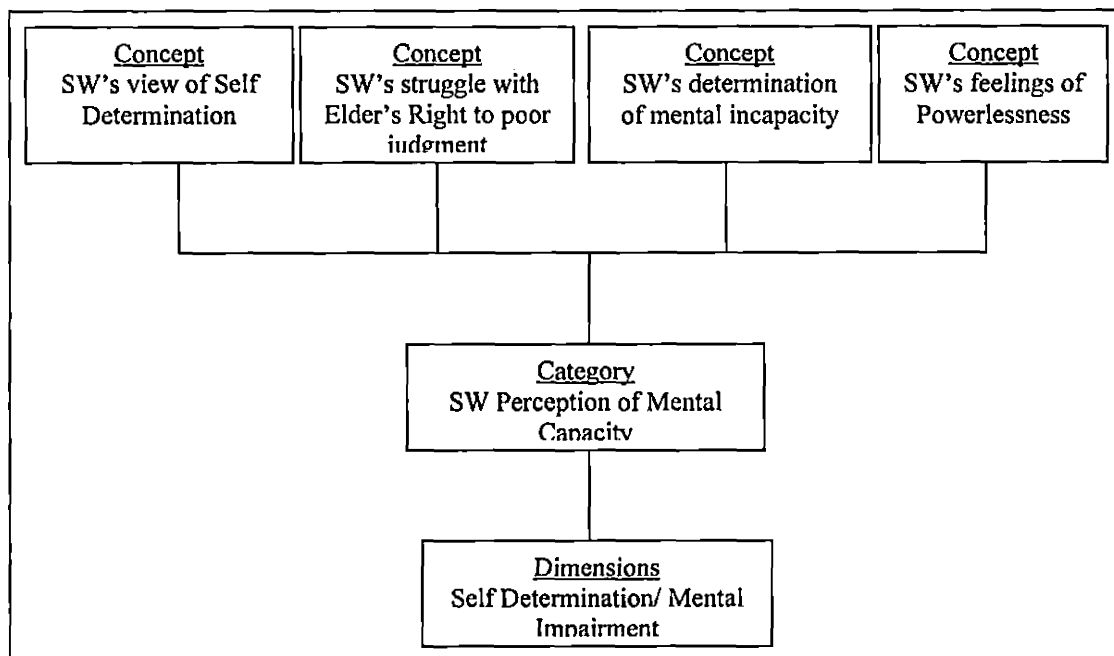 Concept
SW's view of Self
Determination
Concept
SW's struggle with
Elder's Right to poor
judgment
Concept
SW's determination
of mental incapacity
Concept
SW's feelings of
Powerlessness
Category
SW Perception of Mental
Capacity
Dimensions
Self Determination/ Mental
Impairment